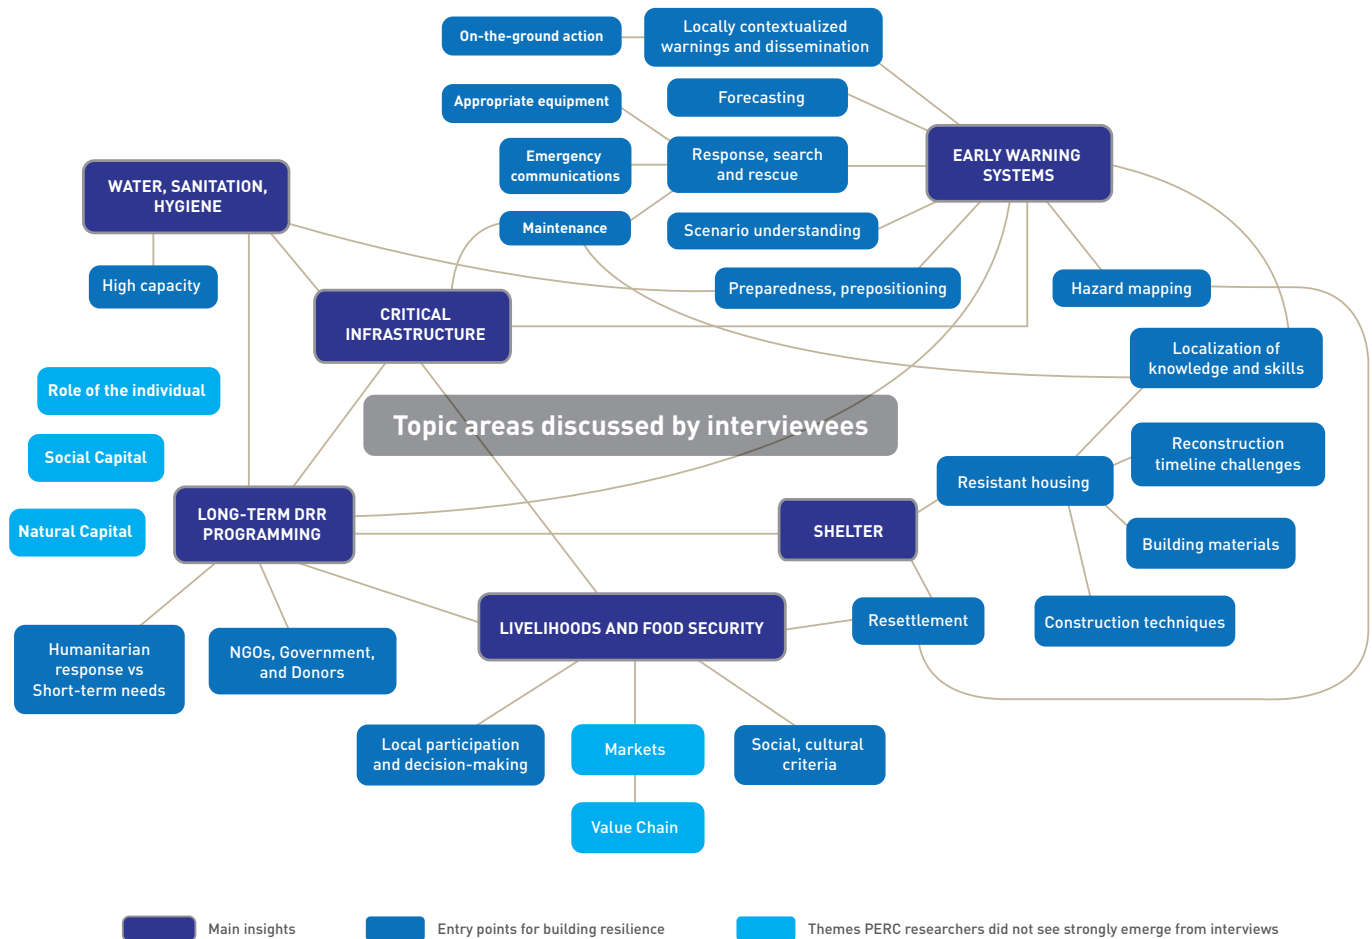 On-the-ground action
Locally contextualized
warnings and dissemination
Appropriate equipment
Forecasting
Emergency
communications
Response, search
and rescue
EARLY WARNING
SYSTEMS
WATER, SANITATION,
HYGIENE
Maintenance
Scenario understanding
High capacity
Preparedness, prepositioning
Hazard mapping
CRITICAL
INFRASTRUCTURE
Localization of
knowledge and skills
Role of the individual
Topic areas discussed by interviewees
Social Capital
Reconstruction
timeline challenges
Resistant housing
Natural Capital
LONG-TERM DRR
PROGRAMMING
SHELTER
Building materials
Humanitarian
response vs
Short-term needs
NGOs, Government,
and Donors
LIVELIHOODS AND FOOD SECURITY
Resettlement
Construction techniques
Local participation
and decision-making
Markets
Social, cultural
criteria
Value Chain
Main insights
Entry points for building resilience
Themes PERC researchers did not see strongly emerge from interviews